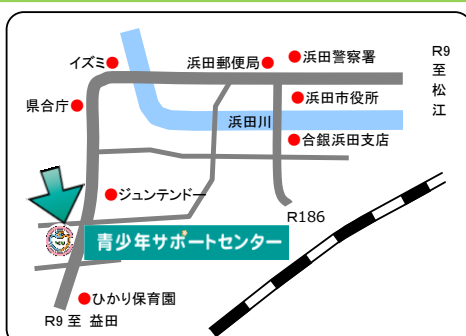 イズミ
浜田郵便局
浜田警察署
R9
至
松
江
県合庁
浜田市役所
浜田川
合銀浜田支店
ジュンテンドー
R186
青少年サポートセンター
ひかり保育園
R9 至 益田